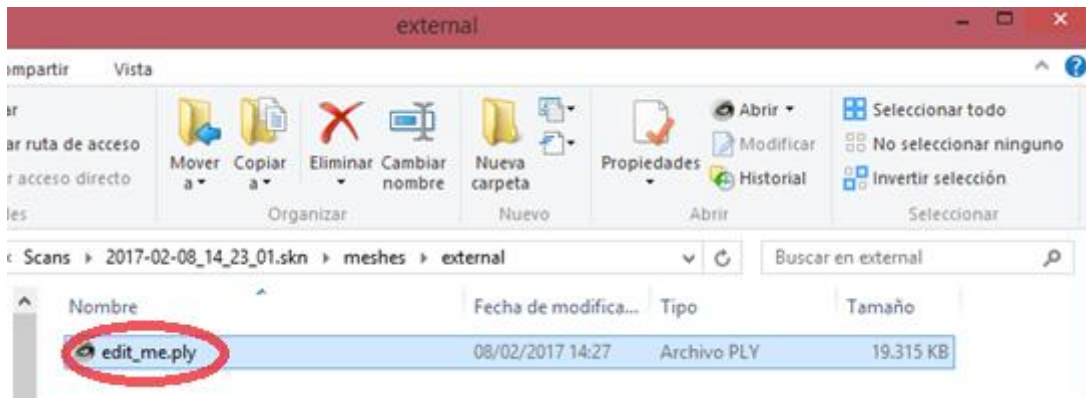 external
ompartir Vista
ar
ar ruta de acceso
r acceso directo
Mover a
Copiar a
Eliminar
Cambiar nombre
Nueva carpeta
Propiedades
Abrir
Modificar
Historial
Seleccionar todo
No seleccionar ninguno
Invertir selección
les Organizar Nuevo Abrir Seleccionar
Scans 2017-02-08_14_23_01.skn meshes external Buscar en external
Nombre Fecha de modifica... Tipo Tamaño
edit_me.ply 08/02/2017 14:27 Archivo PLY 19.315 KB